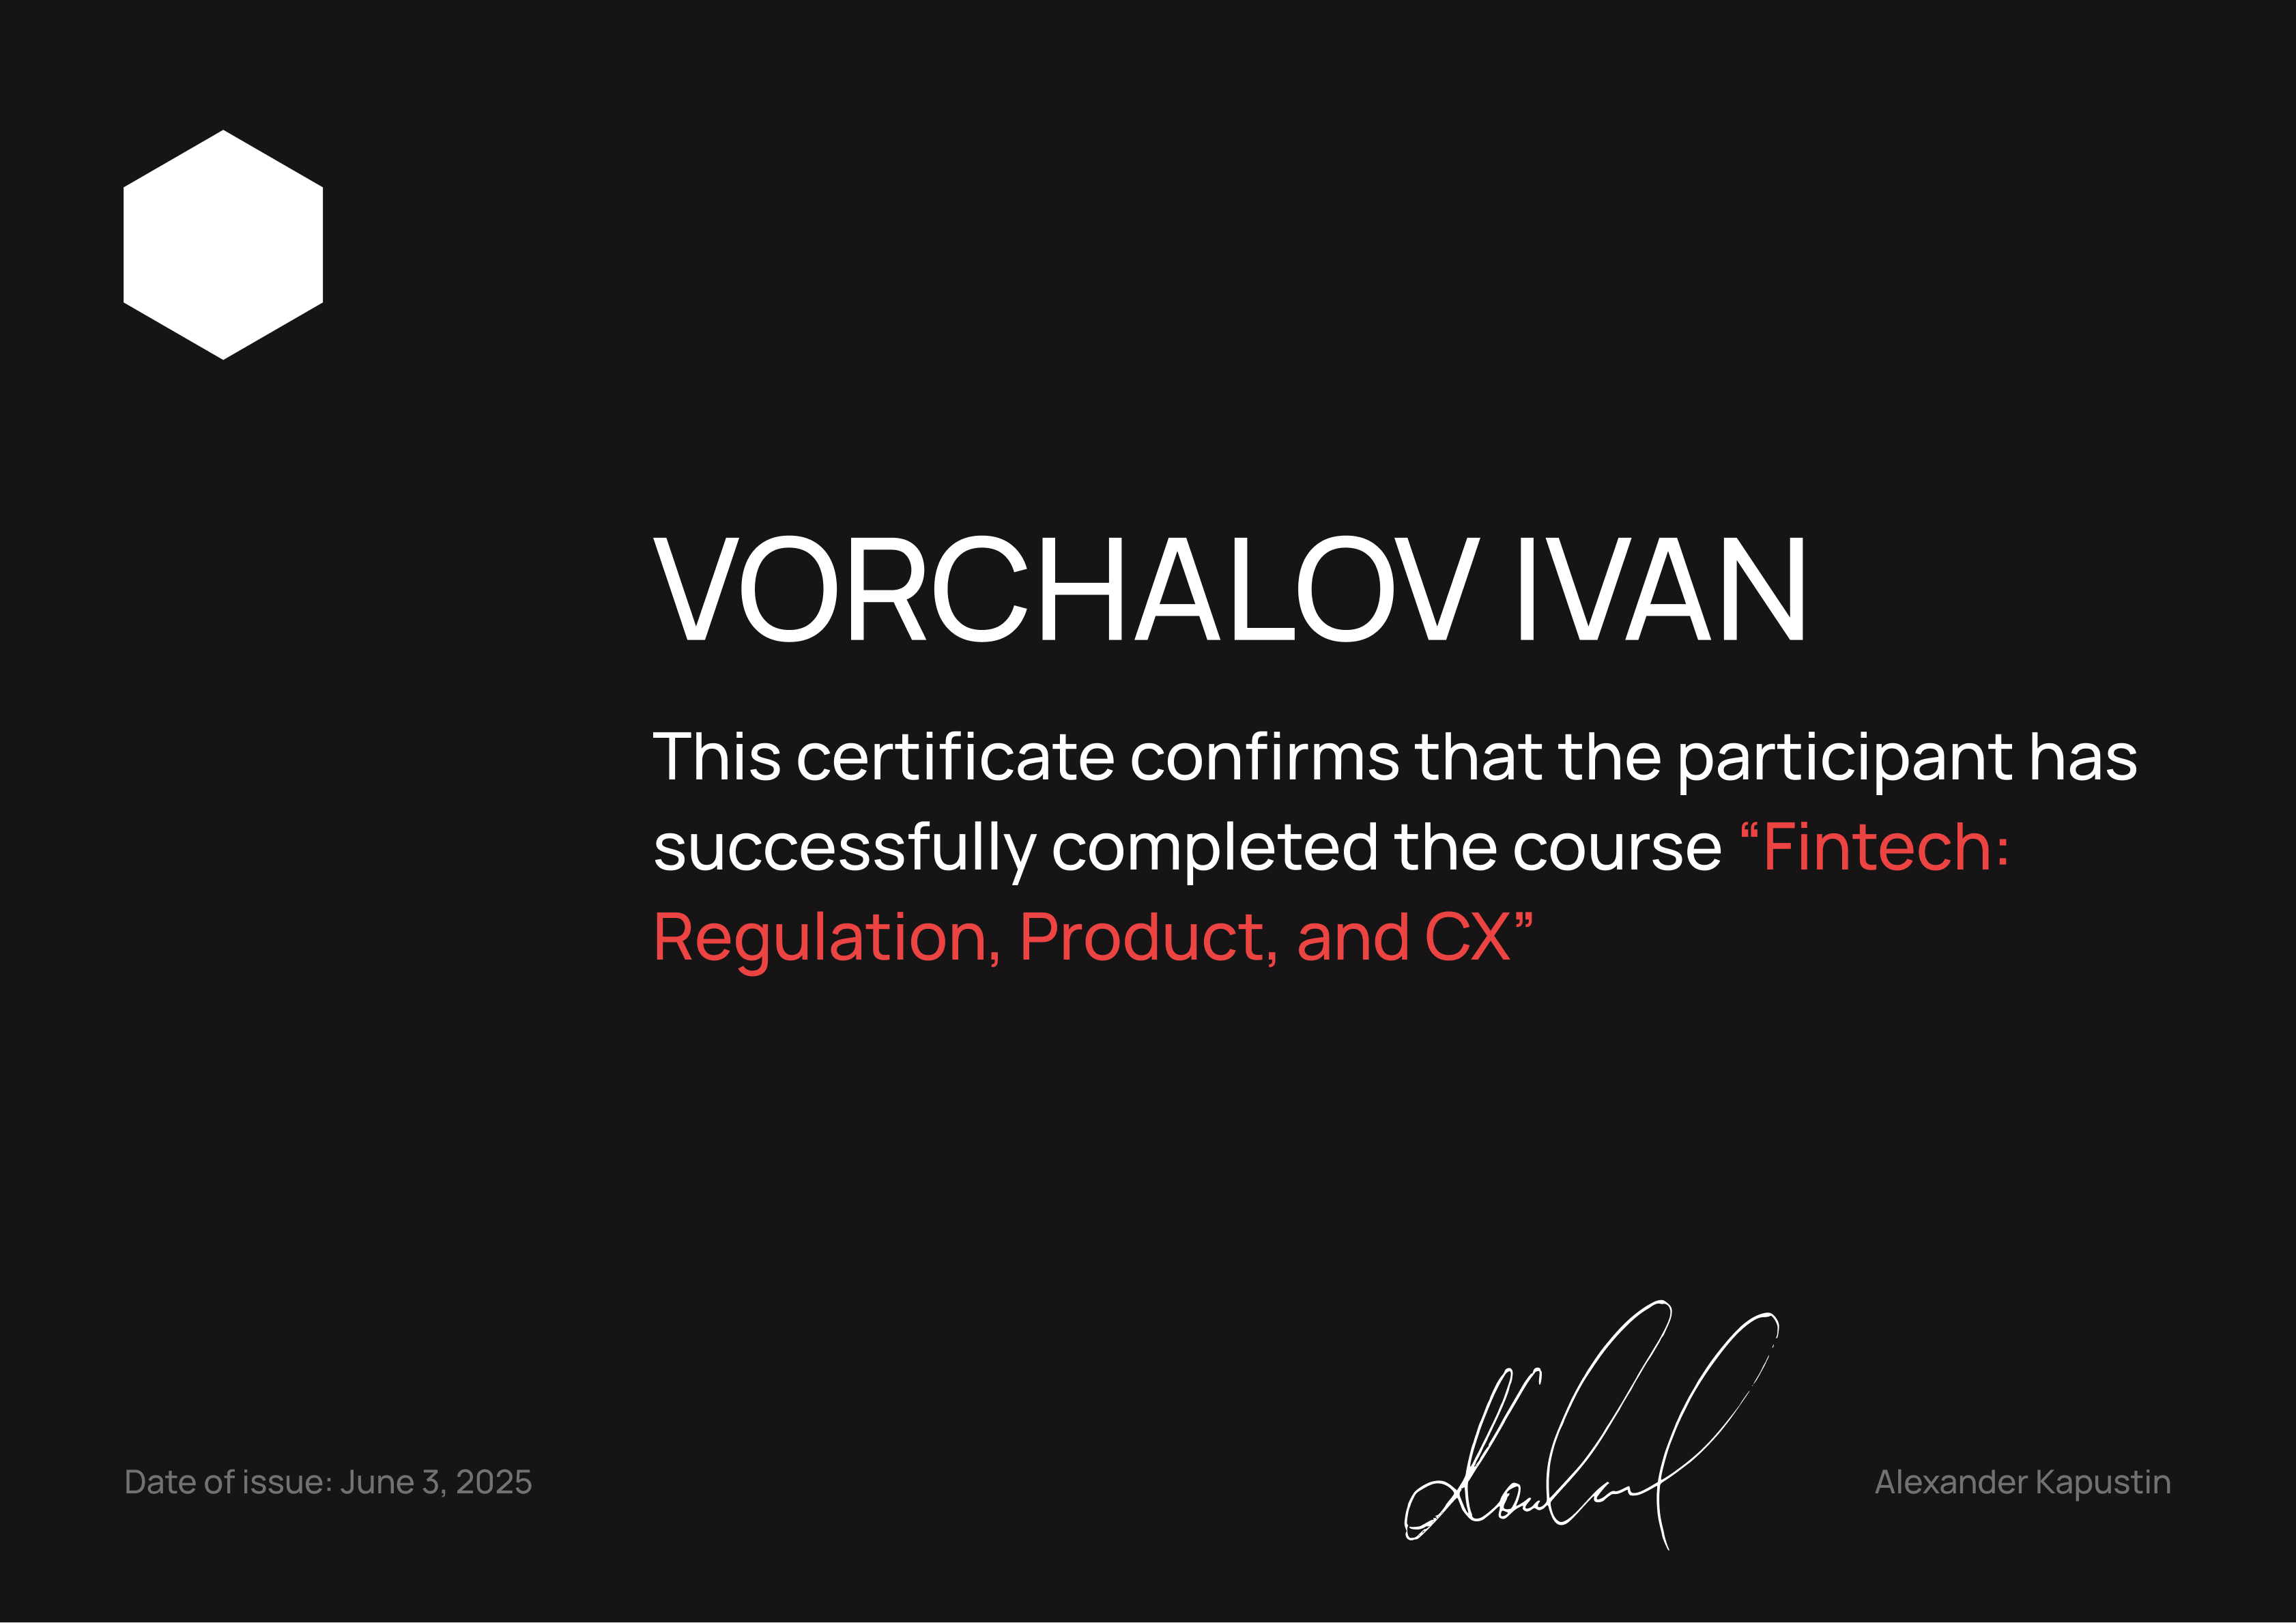 VORCHALOV IVAN
This certificate confirms that the participant has
successfully completed the course “Fintech:
Regulation, Product, and CX”
Date of issue: June 3, 2025
Alexander Kapustin